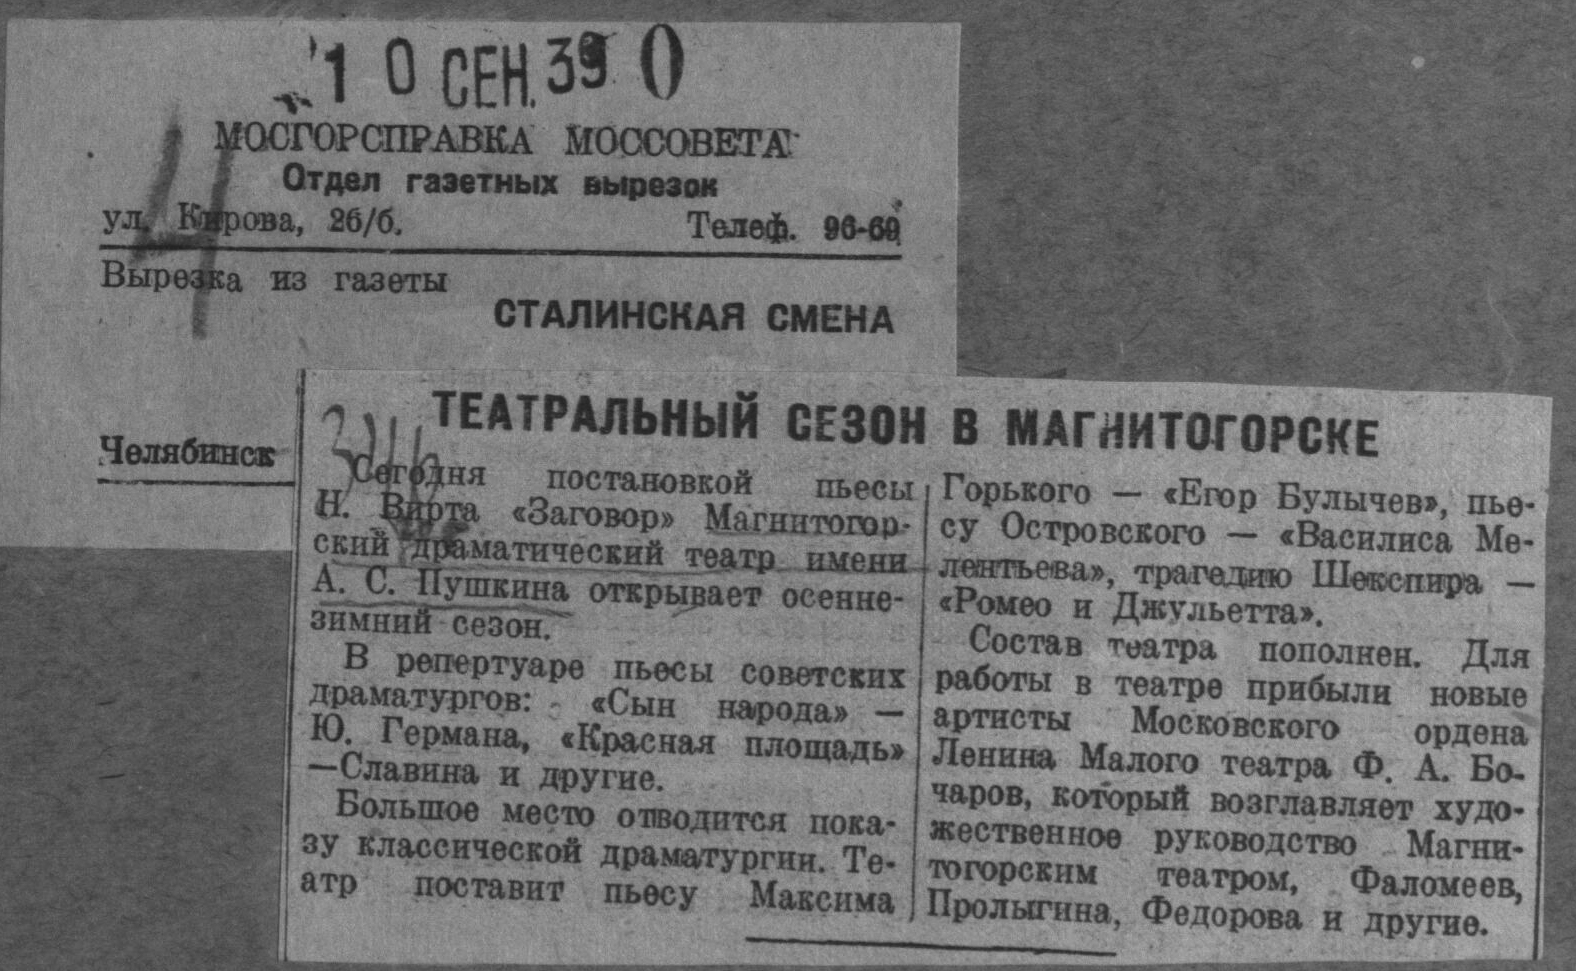 10 СЕН. 39 0
МОСГОРСПРАВКА МОССОВЕТА
Отдел газетных вырезок
ул. Кирова, 26/б. Телеф. 96-69
Вырезка из газеты
СТАЛИНСКАЯ СМЕНА
Челябинск
4
ТЕАТРАЛЬНЫЙ СЕЗОН В МАГНИТОГОРСКЕ
Сегодня постановкой пьесы
Н. Вирта «Заговор» Магнитогор-
ский драматический театр имени
А. С. Пушкина открывает осенне-
зимний сезон.
В репертуаре пьесы советских
драматургов: «Сын народа» —
Ю. Германа, «Красная площадь»
—Славина и другие.
Большое место отводится пока-
зу классической драматургии. Те-
атр поставит пьесу Максима
Горького — «Егор Булычев», пье-
су Островского — «Василиса Ме-
лентьева», трагедию Шекспира —
«Ромео и Джульетта».
Состав театра пополнен. Для
работы в театре прибыли новые
артисты Московского ордена
Ленина Малого театра Ф. А. Бо-
чаров, который возглавляет худо-
жественное руководство Магни-
тогорским театром, Фаломеев,
Пролыгина, Федорова и другие.